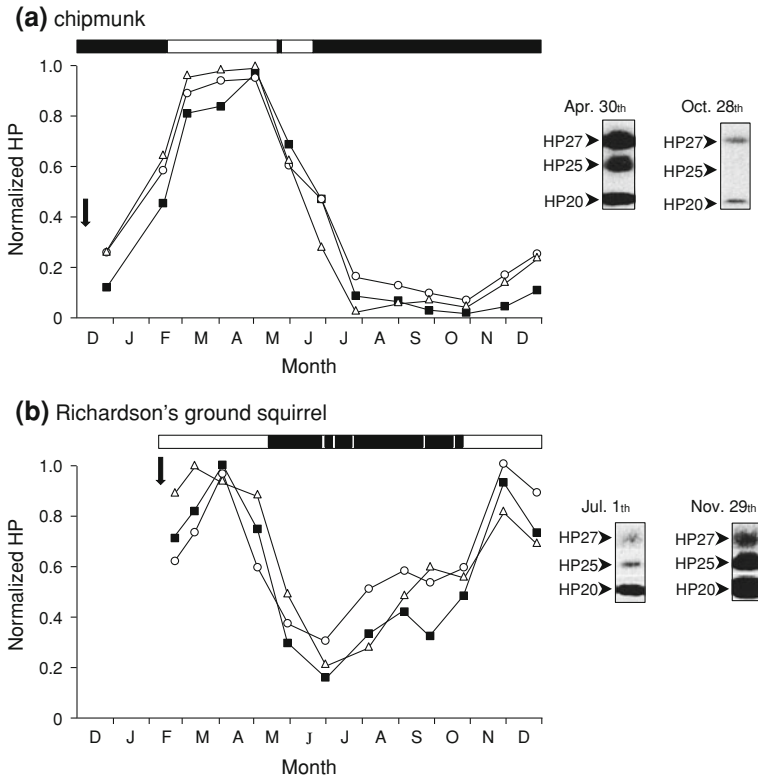 (a) chipmunk
Normalized HP
1.0
0.8
0.6
0.4
0.2
0
D J F M A M J J A S O N D
Month
Apr. 30th
HP27
HP25
HP20
Oct. 28th
HP27
HP25
HP20
(b) Richardson's ground squirrel
Normalized HP
1.0
0.8
0.6
0.4
0.2
0
D J F M A M J J A S O N D
Month
Jul. 1th
HP27
HP25
HP20
Nov. 29th
HP27
HP25
HP20